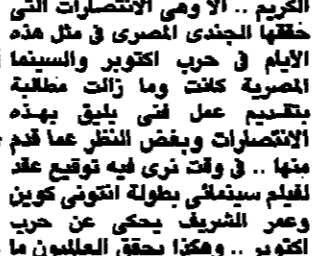 الكريم .. ألا وهى الانتصارات التى
حققها الجندى المصرى فى مثل هذه
الأيام فى حرب اكتوبر والسينما
المصرية كانت وما زالت مطالبة
بتقديم عمل فنى يليق بهذه
الانتصارات وبغض النظر عما قدم
منها .. فى وقت نرى فيه توقيع عقد
لفيلم سينمائى بطولة انتونى كوين
وعمر الشريف يحكى عن حرب
اكتوبر .. وهكذا يحقق العالميون ما